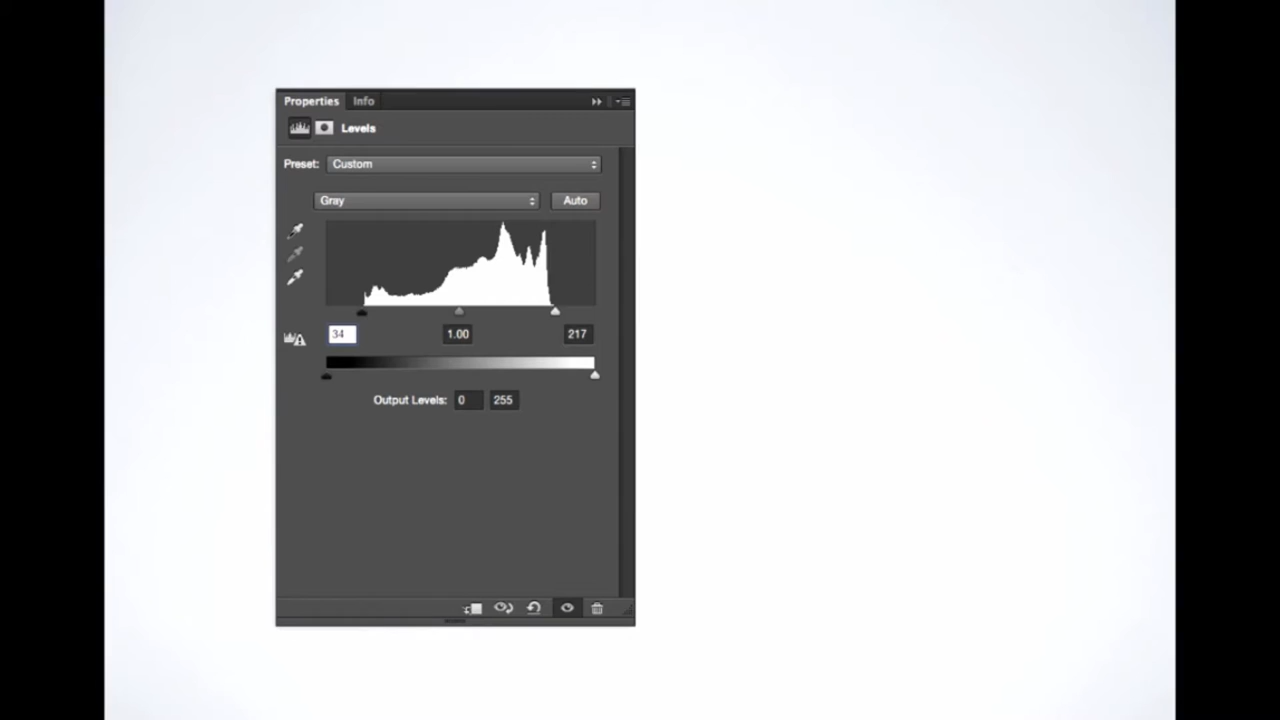 Properties Info
Levels
Preset: Custom
Gray Auto
34 1.00 217
Output Levels: 0 255